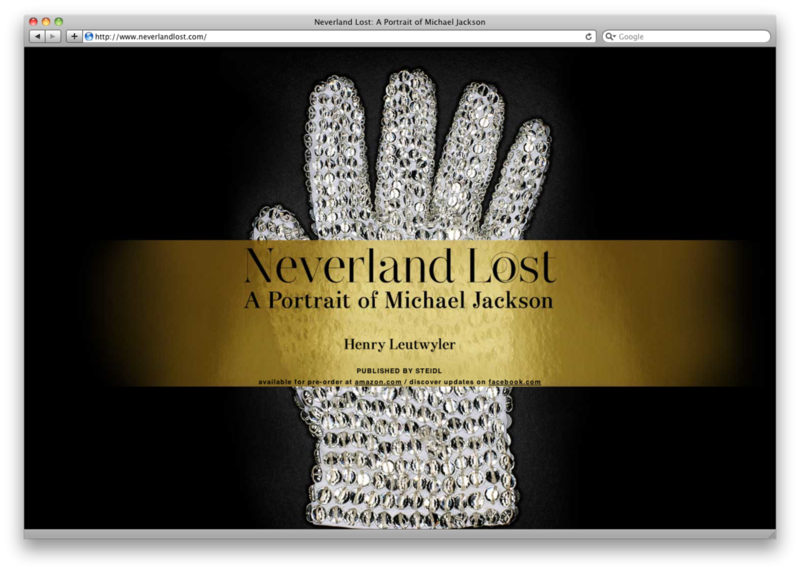 Neverland Lost: A Portrait of Michael Jackson
http://www.neverlandlost.com/
Google
Neverland Lost
A Portrait of Michael Jackson
Henry Leutwyler
PUBLISHED BY STEIDL
available for pre-order at amazon.com / discover updates on facebook.com